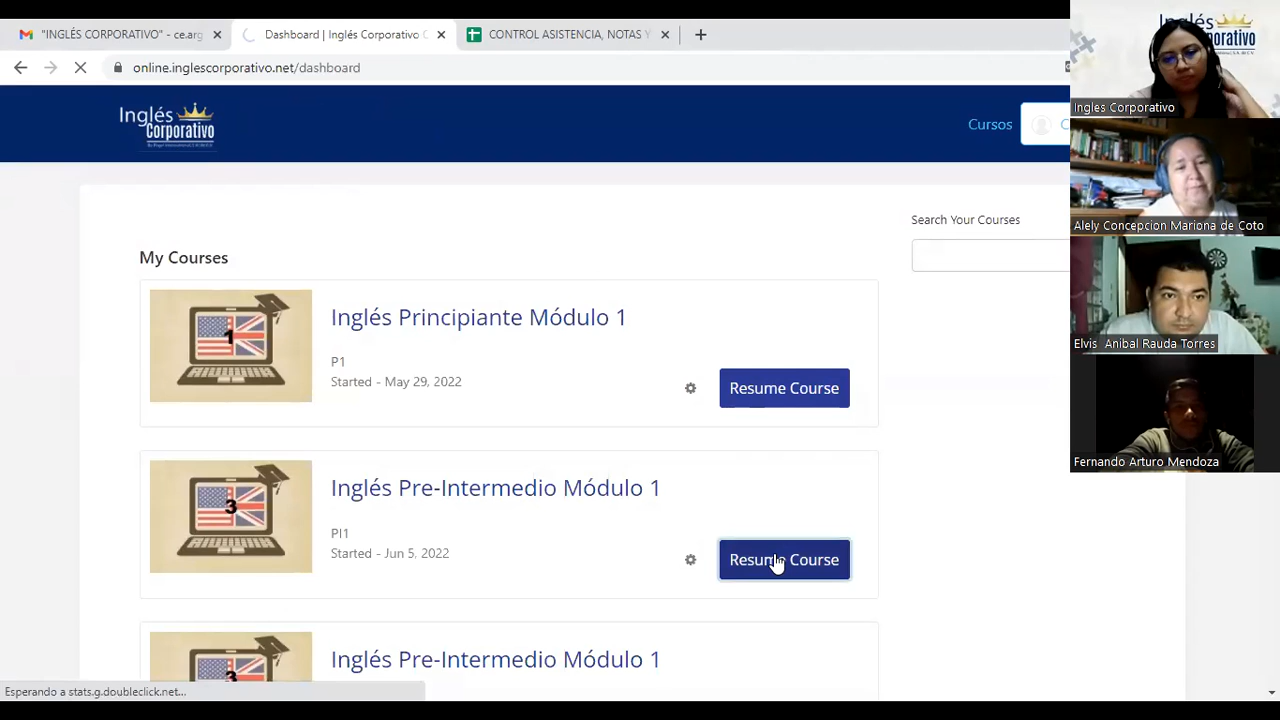 "INGLÉS CORPORATIVO" - ce.arg
Dashboard | Inglés Corporativo C
CONTROL ASISTENCIA, NOTAS Y
online.inglescorporativo.net/dashboard
Inglés
Corporativo
Cursos
C
Search Your Courses
My Courses
1
Inglés Principiante Módulo 1
P1
Started - May 29, 2022
Resume Course
3
Inglés Pre-Intermedio Módulo 1
PI1
Started - Jun 5, 2022
Resume Course
3
Inglés Pre-Intermedio Módulo 1
Esperando a stats.g.doubleclick.net...
Inglés
Ingles Corporativo
Alely Concepcion Mariona de Coto
Elvis Anibal Rauda Torres
Fernando Arturo Mendoza